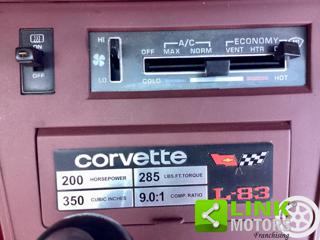 ON
OFF
HI
LO
A/C
ECONOMY
OFF MAX NORM VENT HTR
COLD HOT
corvette
200 HORSEPOWER 285 LBS.FT.TORQUE
350 CUBIC INCHES 9.0:1 COMP. RATIO
L-83
LINK
MOTORS
Franchising